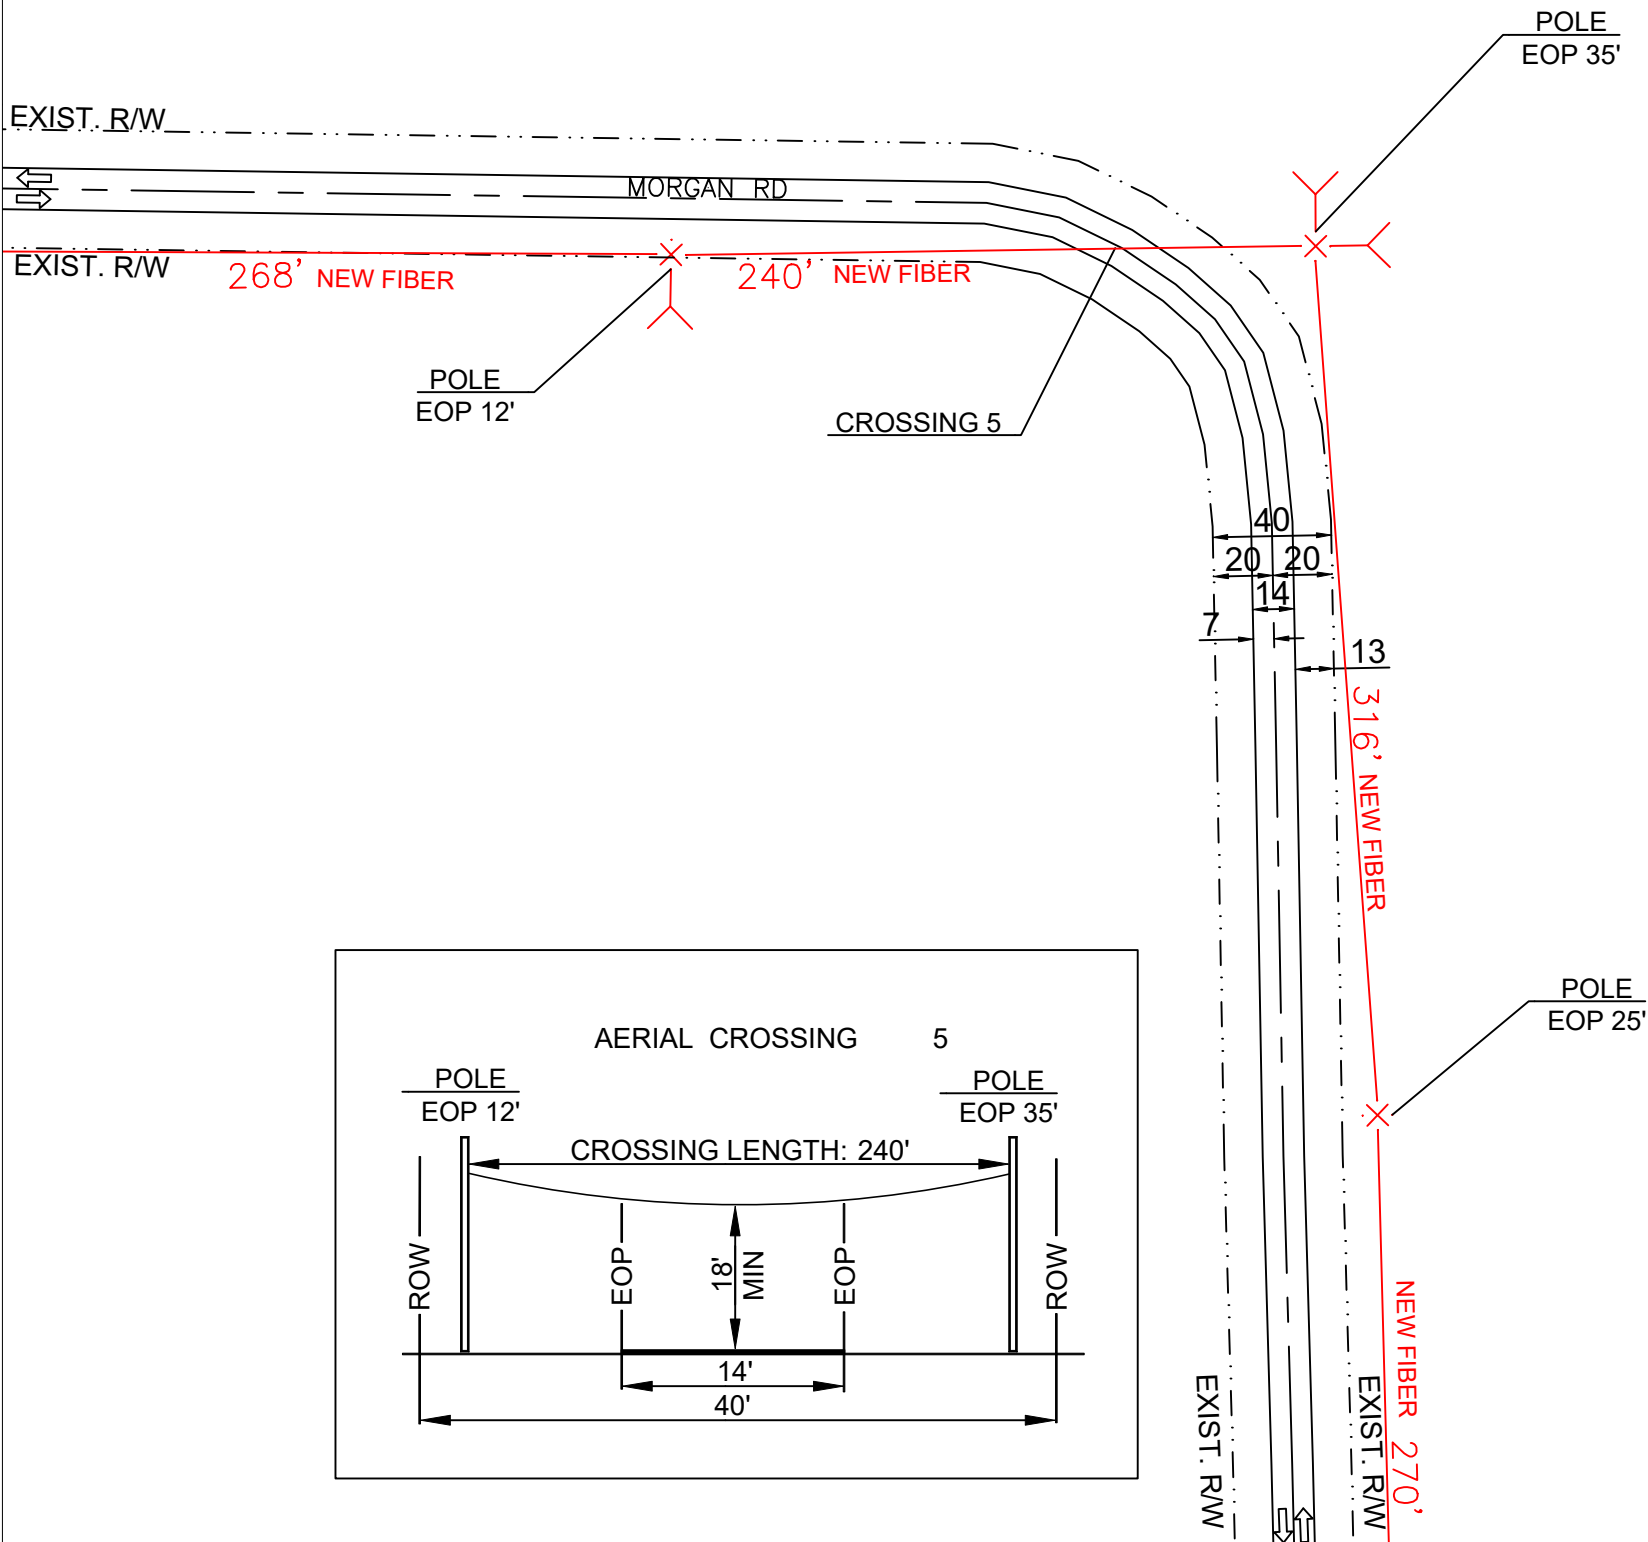 POLE
EOP 35'
EXIST. R/W
MORGAN RD
EXIST. R/W
268' NEW FIBER
240' NEW FIBER
POLE
EOP 12'
CROSSING 5
40
20 20
14
7
13
316' NEW FIBER
POLE
EOP 25'
AERIAL CROSSING 5
POLE
EOP 12'
POLE
EOP 35'
CROSSING LENGTH: 240'
ROW
EOP
18'
MIN
EOP
ROW
14'
40'
NEW FIBER 270'
EXIST. R/W
EXIST. R/W